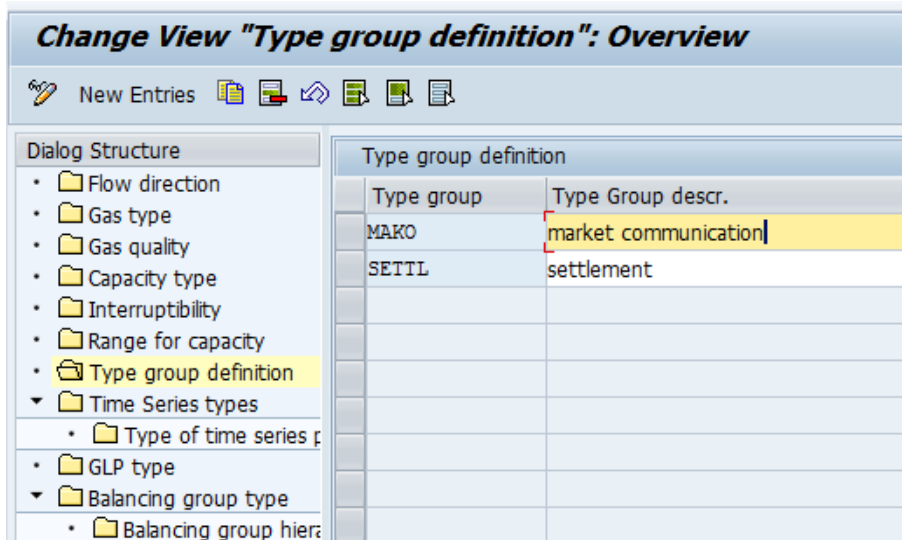 Change View "Type group definition": Overview
New Entries
Dialog Structure
Flow direction
Gas type
Gas quality
Capacity type
Interruptibility
Range for capacity
Type group definition
Time Series types
Type of time series p
GLP type
Balancing group type
Balancing group hiera
Type group definition
Type group Type Group descr.
MAKO market communication
SETTL settlement